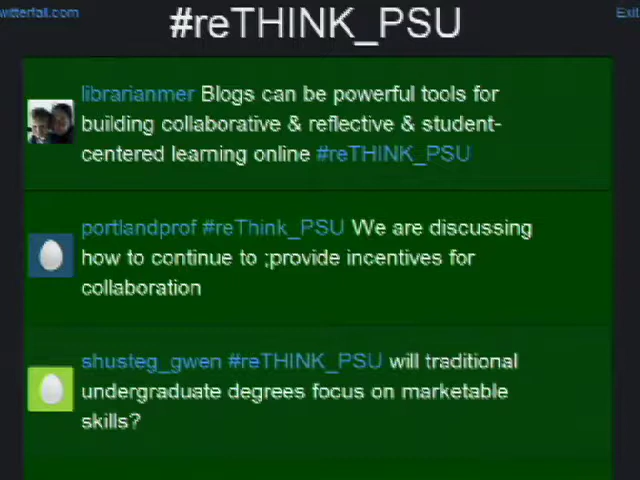 witterfall.com
Exit
#reTHINK_PSU
librarianmer Blogs can be powerful tools for
building collaborative & reflective & student-
centered learning online #reTHINK_PSU
portlandprof #reThink_PSU We are discussing
how to continue to ;provide incentives for
collaboration
shusteg_gwen #reTHINK_PSU will traditional
undergraduate degrees focus on marketable
skills?